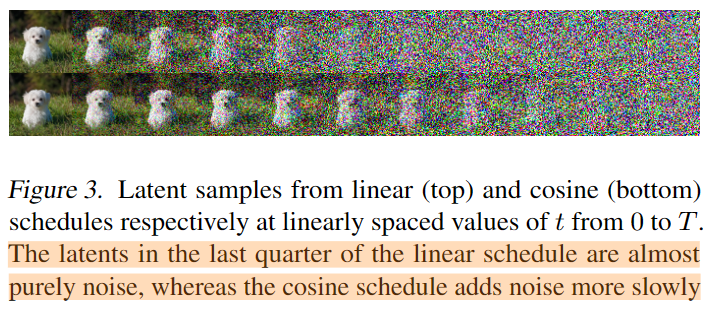 Figure 3. Latent samples from linear (top) and cosine (bottom)
schedules respectively at linearly spaced values of t from 0 to T.
The latents in the last quarter of the linear schedule are almost
purely noise, whereas the cosine schedule adds noise more slowly